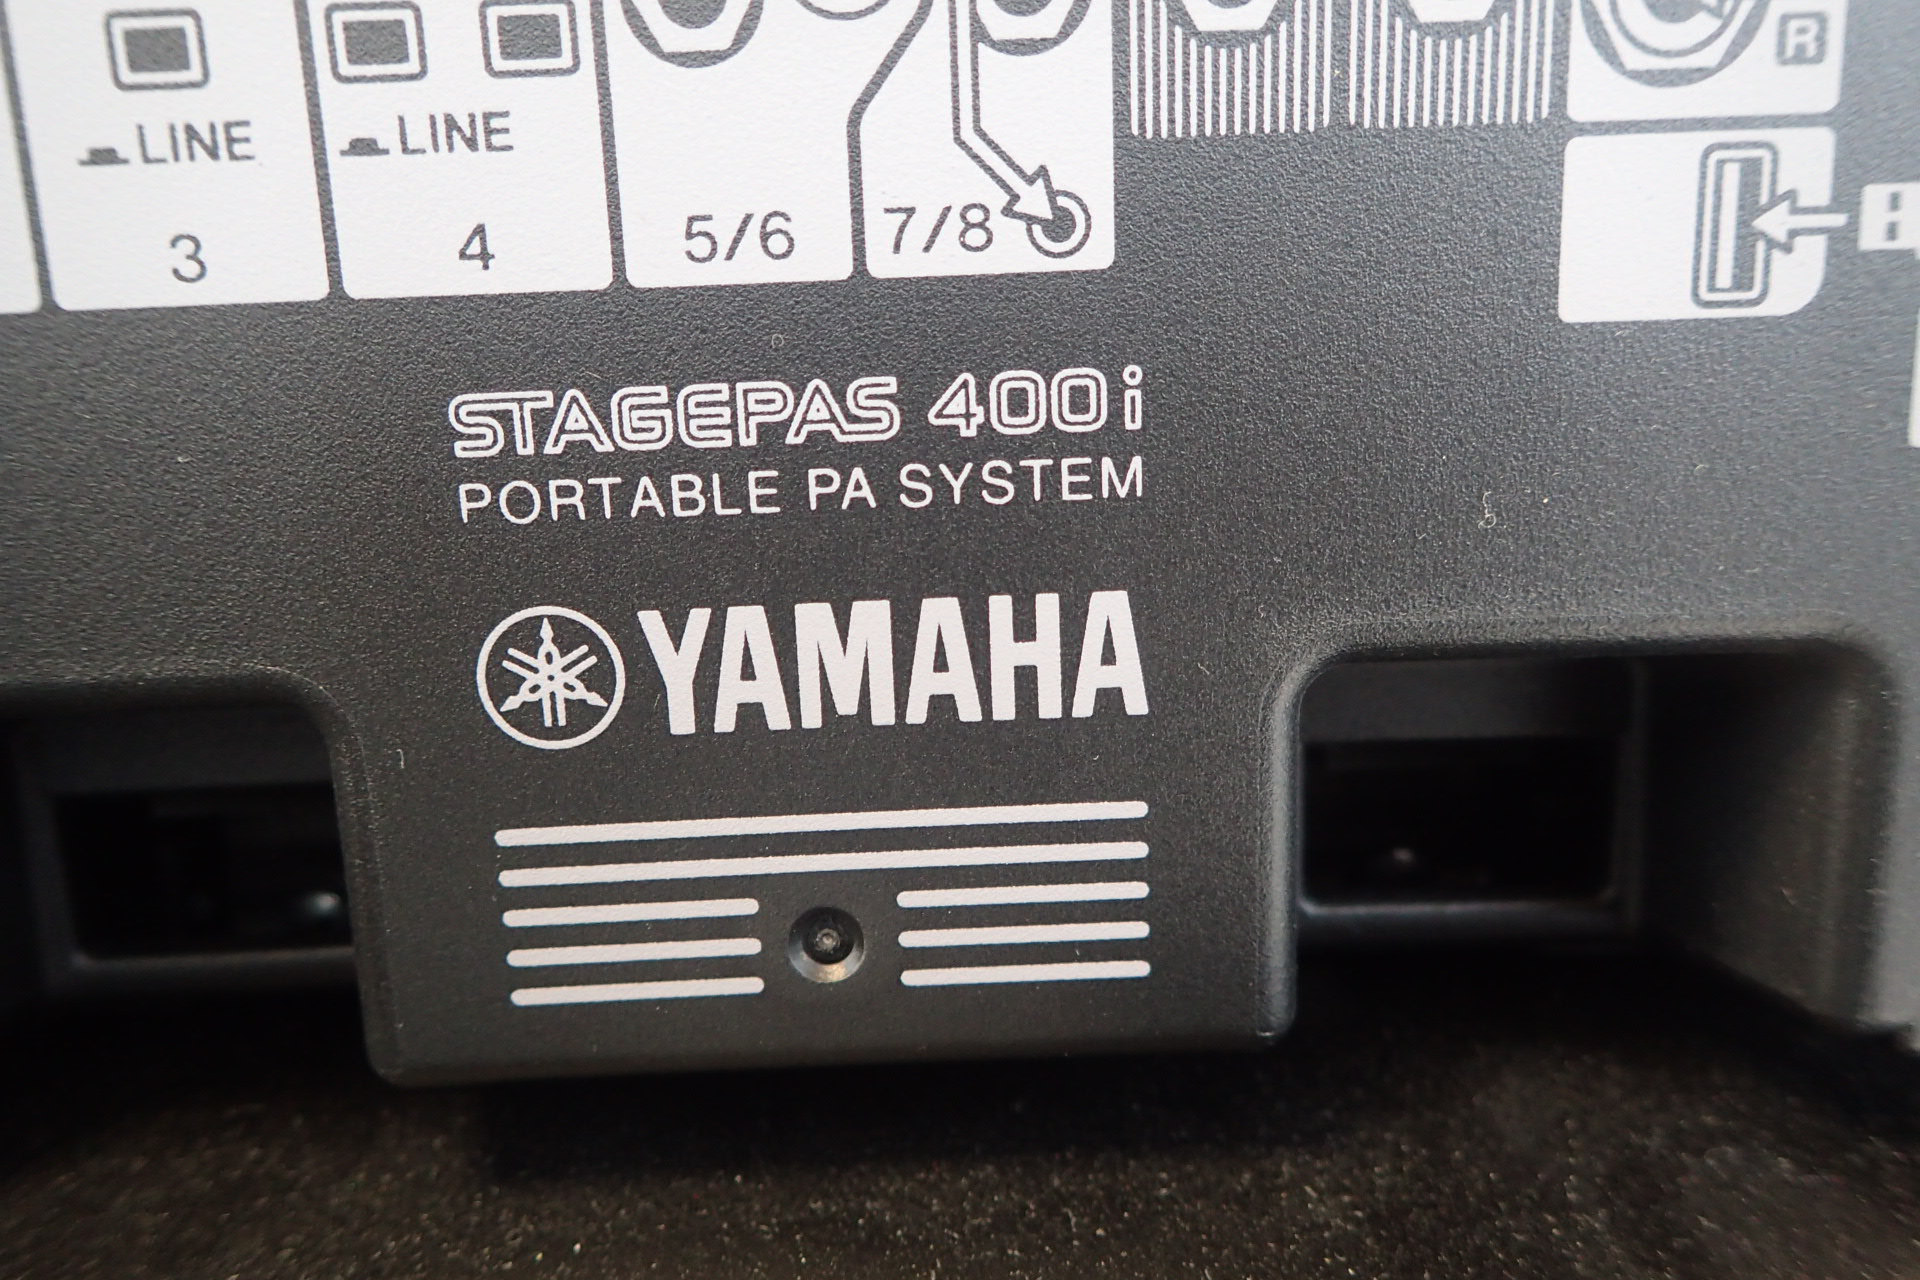 R
LINE
LINE
3
4
5/6
7/8
STAGEPAS 400i
PORTABLE PA SYSTEM
YAMAHA